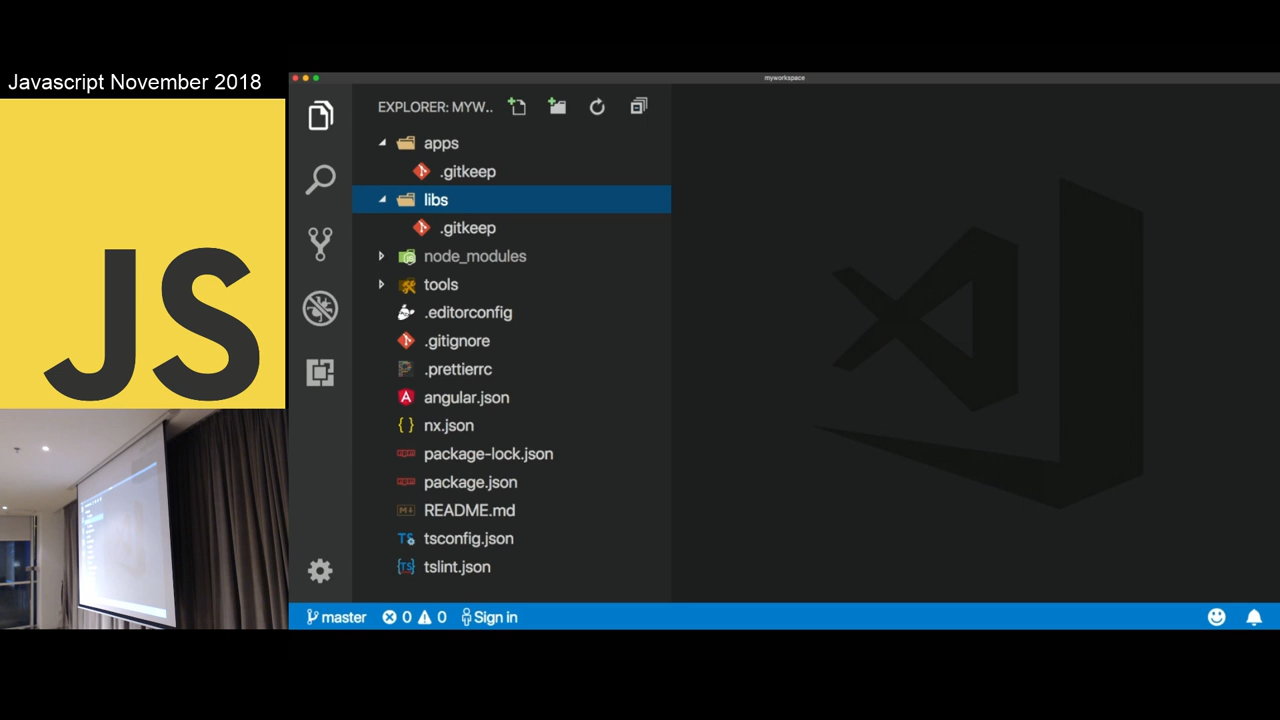 Javascript November 2018
JS
myworkspace
EXPLORER: MYW..
apps
.gitkeep
libs
.gitkeep
node_modules
tools
.editorconfig
.gitignore
.prettierrc
angular.json
nx.json
package-lock.json
package.json
README.md
tsconfig.json
tslint.json
master 0 0 Sign in